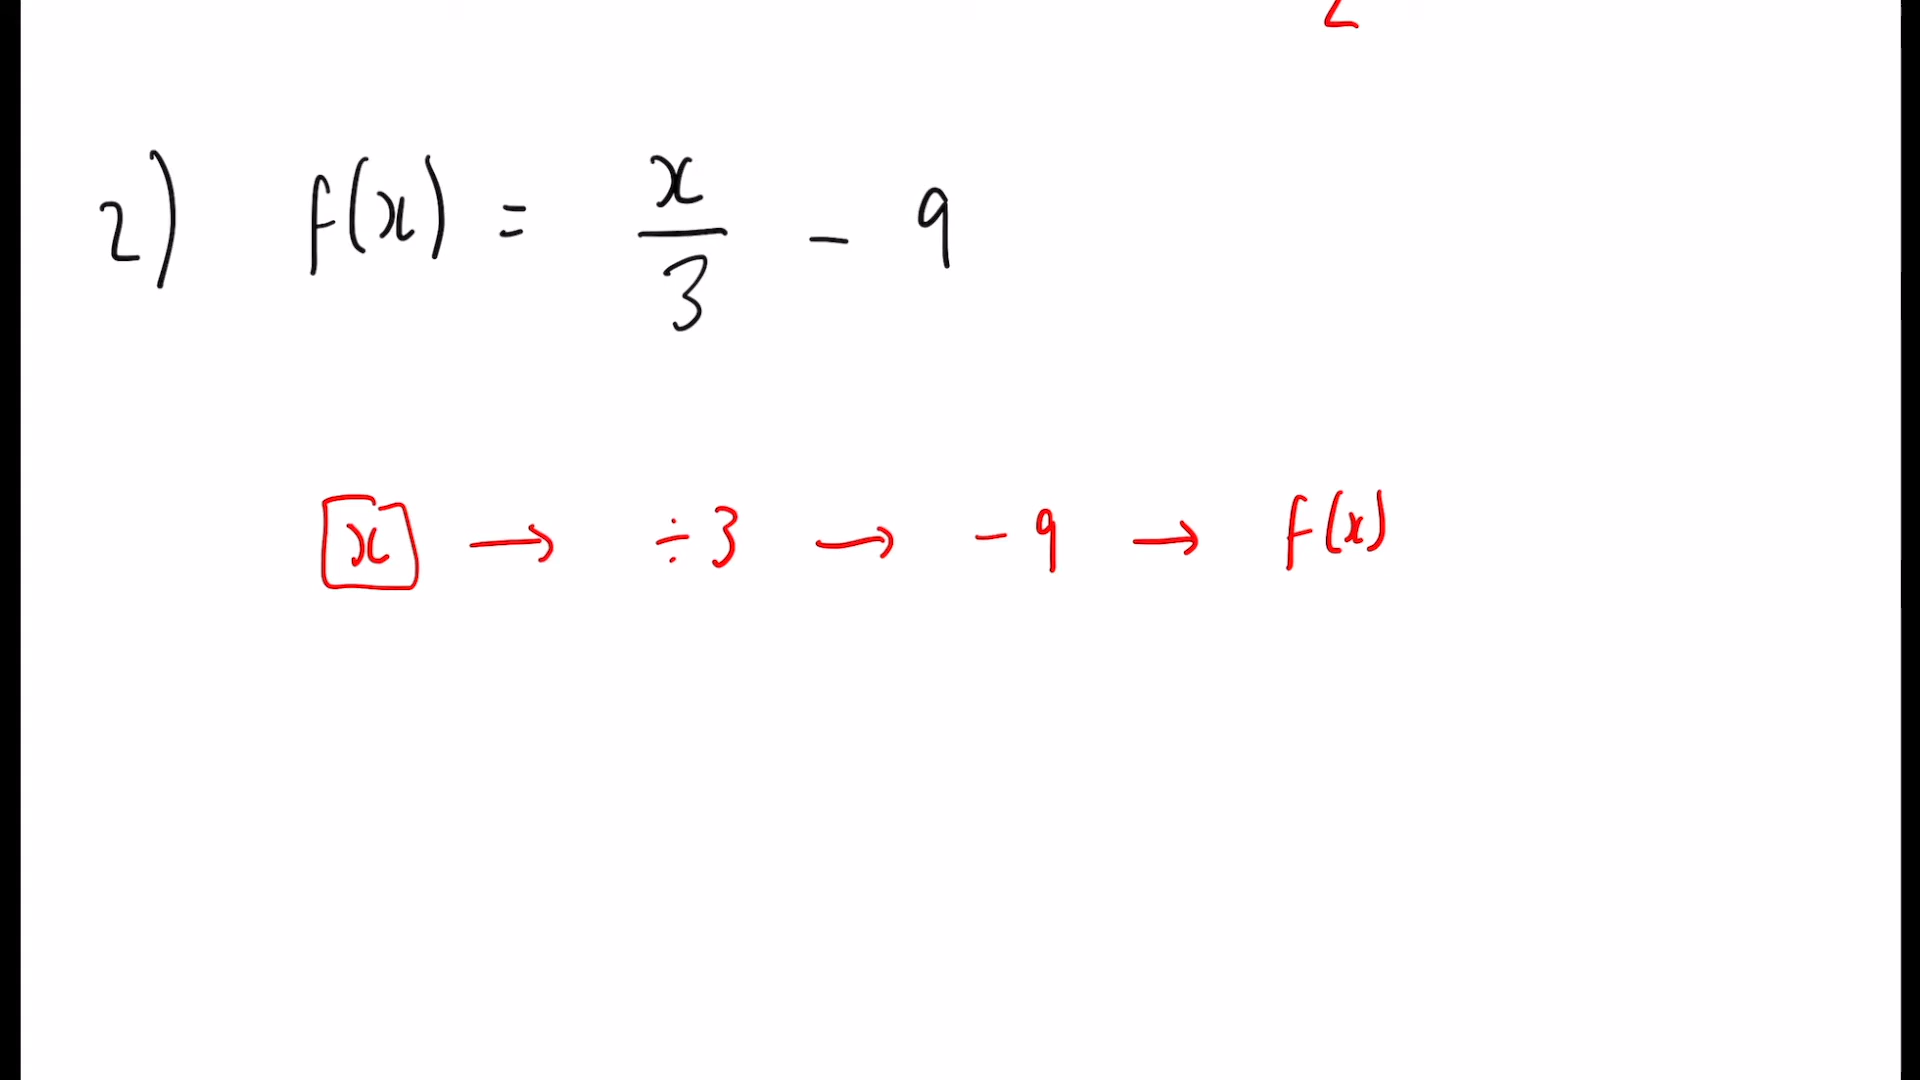 2) f(x) = x/3 - 9
x → ÷3 → -9 → f(x)